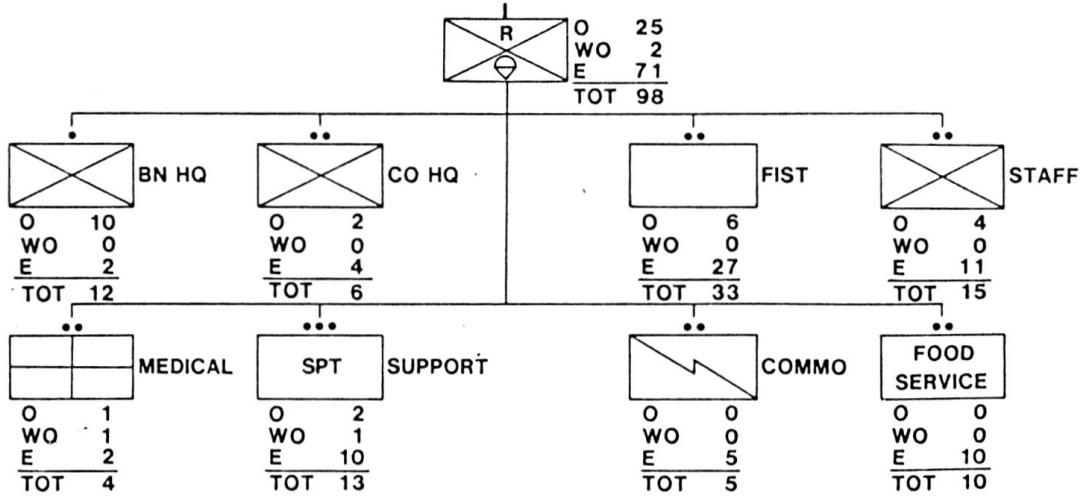 R
O 25
WO 2
E 71
TOT 98
BN HQ
O 10
WO 0
E 2
TOT 12
CO HQ
O 2
WO 0
E 4
TOT 6
FIST
O 6
WO 0
E 27
TOT 33
STAFF
O 4
WO 0
E 11
TOT 15
MEDICAL
O 1
WO 1
E 2
TOT 4
SPT
SUPPORT
O 2
WO 1
E 10
TOT 13
COMMO
O 0
WO 0
E 5
TOT 5
FOOD
SERVICE
O 0
WO 0
E 10
TOT 10